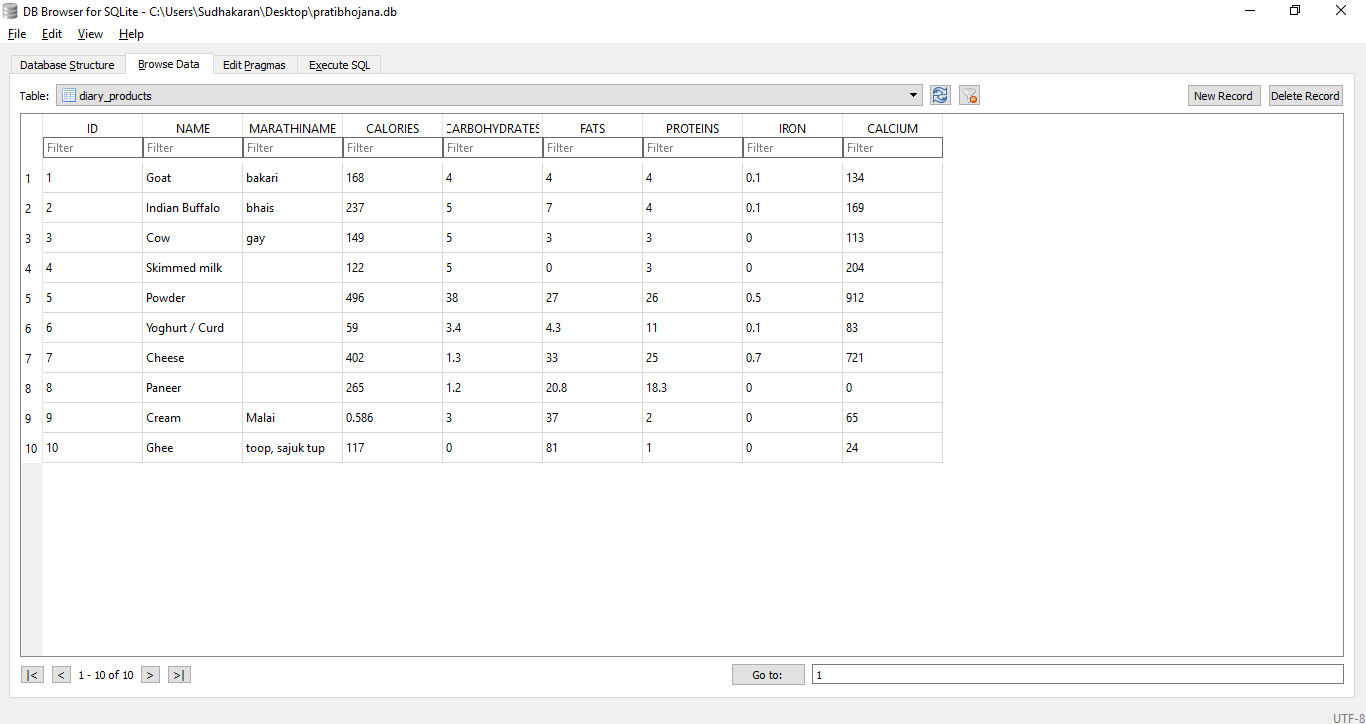 DB Browser for SQLite - C:\Users\Sudhakaran\Desktop\pratibhojana.db
File Edit View Help
Database Structure Browse Data Edit Pragmas Execute SQL
Table: diary_products New Record Delete Record
ID NAME MARATHINAME CALORIES CARBOHYDRATES FATS PROTEINS IRON CALCIUM
Filter Filter Filter Filter Filter Filter Filter Filter Filter
1 1 Goat bakari 168 4 4 4 0.1 134
2 2 Indian Buffalo bhais 237 5 7 4 0.1 169
3 3 Cow gay 149 5 3 3 0 113
4 4 Skimmed milk 122 5 0 3 0 204
5 5 Powder 496 38 27 26 0.5 912
6 6 Yoghurt / Curd 59 3.4 4.3 11 0.1 83
7 7 Cheese 402 1.3 33 25 0.7 721
8 8 Paneer 265 1.2 20.8 18.3 0 0
9 9 Cream Malai 0.586 3 37 2 0 65
10 10 Ghee toop, sajuk tup 117 0 81 1 0 24
|< < 1 - 10 of 10 > >| Go to: 1
UTF-8